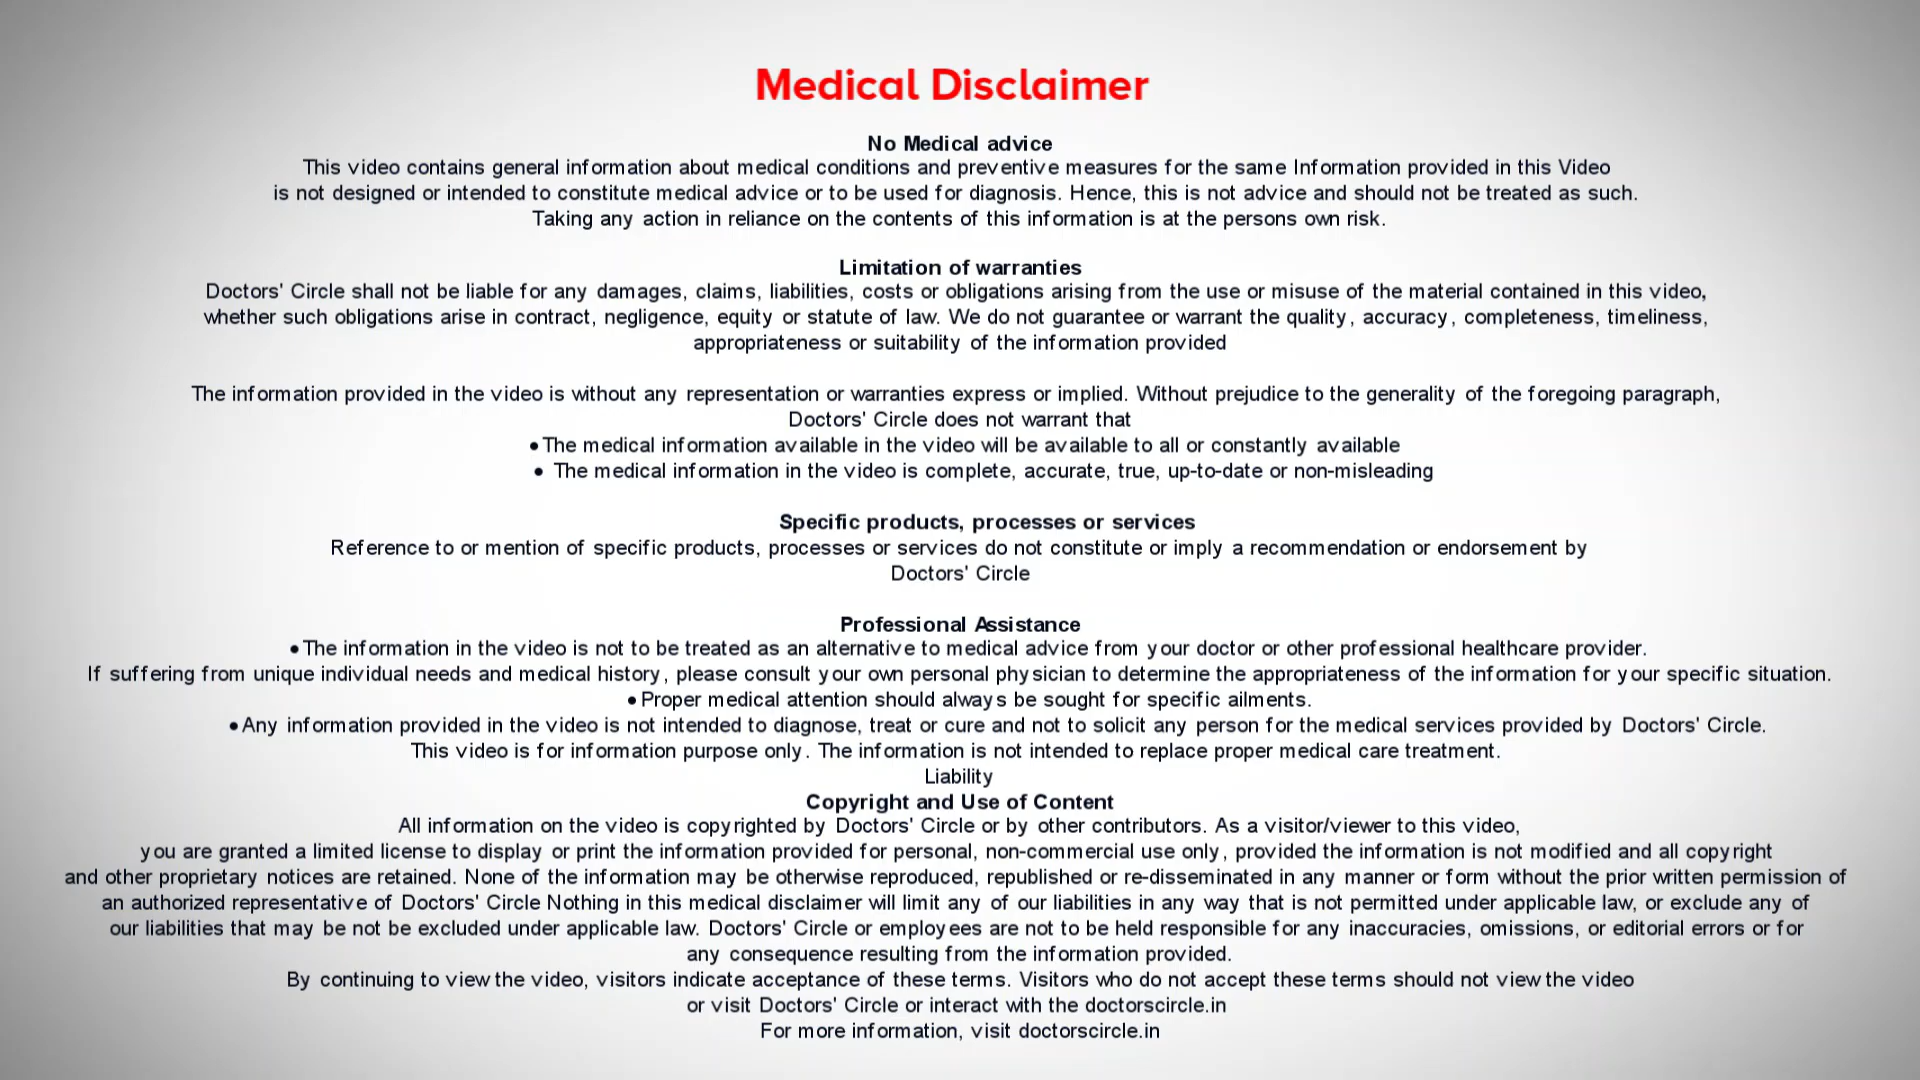 Medical Disclaimer
No Medical advice
This video contains general information about medical conditions and preventive measures for the same Information provided in this Video
is not designed or intended to constitute medical advice or to be used for diagnosis. Hence, this is not advice and should not be treated as such.
Taking any action in reliance on the contents of this information is at the persons own risk.
Limitation of warranties
Doctors' Circle shall not be liable for any damages, claims, liabilities, costs or obligations arising from the use or misuse of the material contained in this video,
whether such obligations arise in contract, negligence, equity or statute of law. We do not guarantee or warrant the quality, accuracy, completeness, timeliness,
appropriateness or suitability of the information provided
The information provided in the video is without any representation or warranties express or implied. Without prejudice to the generality of the foregoing paragraph,
Doctors' Circle does not warrant that
•The medical information available in the video will be available to all or constantly available
• The medical information in the video is complete, accurate, true, up-to-date or non-misleading
Specific products, processes or services
Reference to or mention of specific products, processes or services do not constitute or imply a recommendation or endorsement by
Doctors' Circle
Professional Assistance
•The information in the video is not to be treated as an alternative to medical advice from your doctor or other professional healthcare provider.
If suffering from unique individual needs and medical history, please consult your own personal physician to determine the appropriateness of the information for your specific situation.
•Proper medical attention should always be sought for specific ailments.
•Any information provided in the video is not intended to diagnose, treat or cure and not to solicit any person for the medical services provided by Doctors' Circle.
This video is for information purpose only. The information is not intended to replace proper medical care treatment.
Liability
Copyright and Use of Content
All information on the video is copyrighted by Doctors' Circle or by other contributors. As a visitor/viewer to this video,
you are granted a limited license to display or print the information provided for personal, non-commercial use only, provided the information is not modified and all copyright
and other proprietary notices are retained. None of the information may be otherwise reproduced, republished or re-disseminated in any manner or form without the prior written permission of
an authorized representative of Doctors' Circle Nothing in this medical disclaimer will limit any of our liabilities in any way that is not permitted under applicable law, or exclude any of
our liabilities that may be not be excluded under applicable law. Doctors' Circle or employees are not to be held responsible for any inaccuracies, omissions, or editorial errors or for
any consequence resulting from the information provided.
By continuing to view the video, visitors indicate acceptance of these terms. Visitors who do not accept these terms should not view the video
or visit Doctors' Circle or interact with the doctorscircle.in
For more information, visit doctorscircle.in